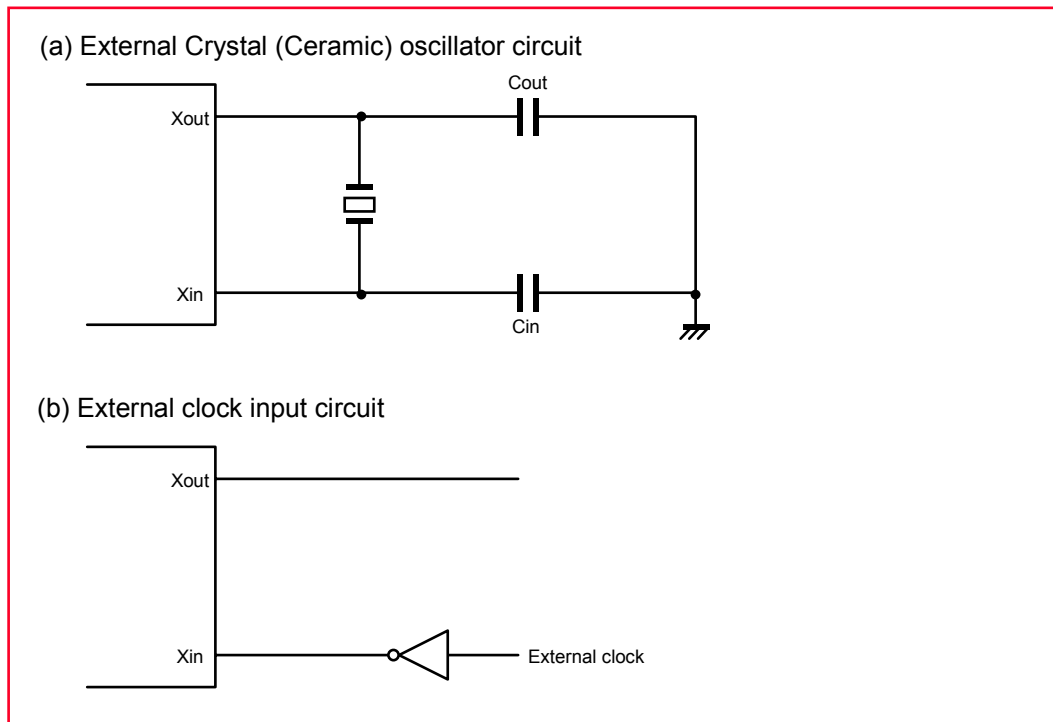 (a) External Crystal (Ceramic) oscillator circuit
Cout
Xout
Xin
Cin
(b) External clock input circuit
Xout
Xin
External clock